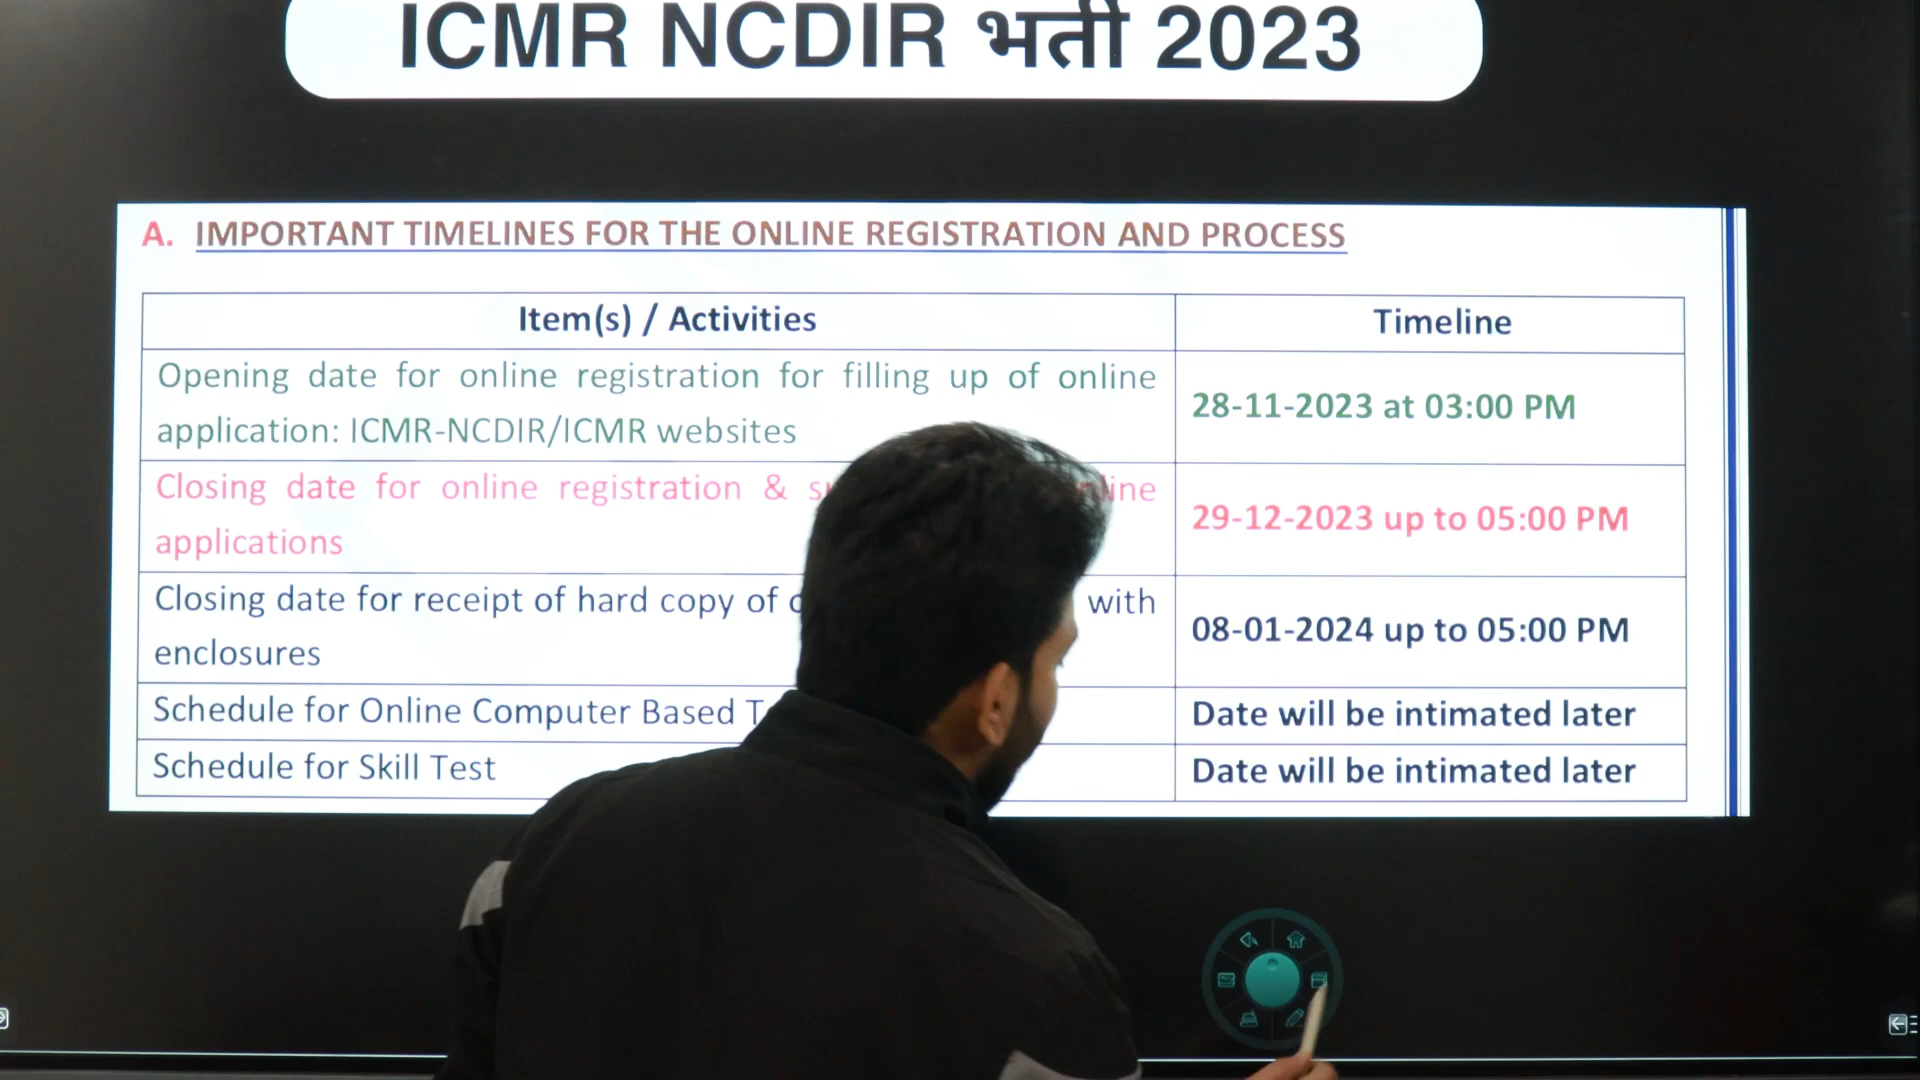 ICMR NCDIR भर्ती 2023
A. IMPORTANT TIMELINES FOR THE ONLINE REGISTRATION AND PROCESS
Item(s) / Activities
Timeline
Opening date for online registration for filling up of online
application: ICMR-NCDIR/ICMR websites
28-11-2023 at 03:00 PM
Closing date for online registration &
applications
29-12-2023 up to 05:00 PM
Closing date for receipt of hard copy of with
enclosures
08-01-2024 up to 05:00 PM
Schedule for Online Computer Based
Date will be intimated later
Schedule for Skill Test
Date will be intimated later